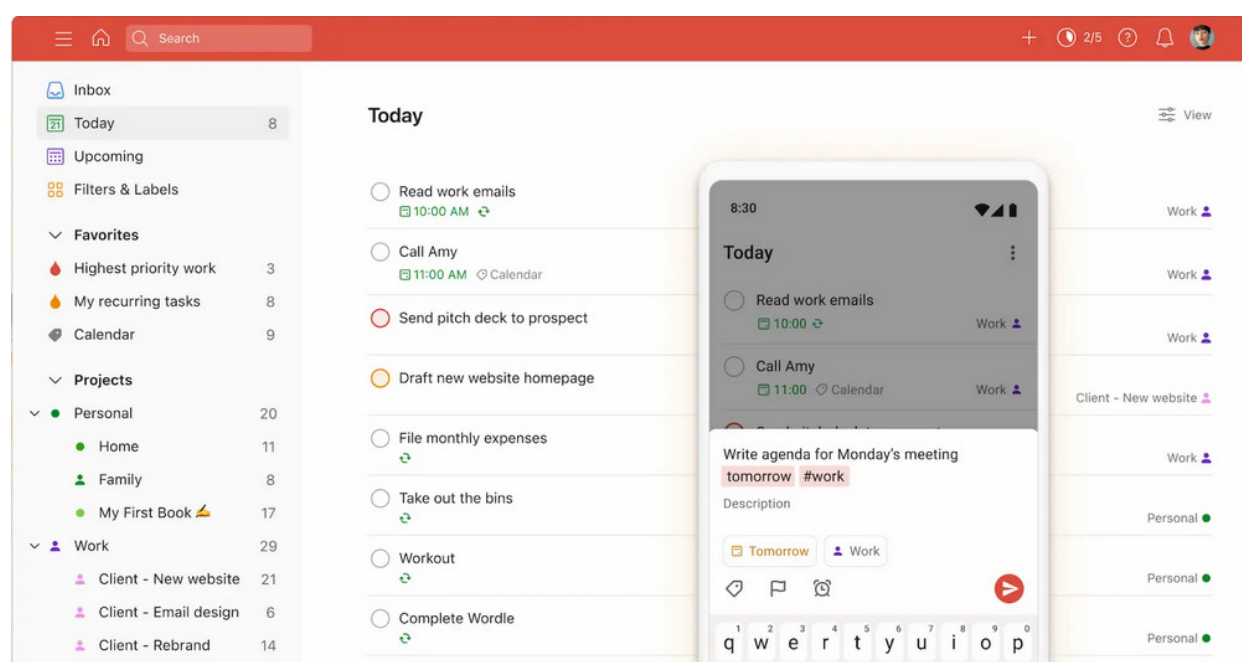 Search
2/5
Inbox
21 Today 8
Upcoming
Filters & Labels
Favorites
Highest priority work 3
My recurring tasks 8
Calendar 9
Projects
Personal 20
Home 11
Family 8
My First Book ✍️ 17
Work 29
Client - New website 21
Client - Email design 6
Client - Rebrand 14
Today
View
Read work emails
10:00 AM
Work
Call Amy
11:00 AM Calendar
Work
Send pitch deck to prospect
Work
Draft new website homepage
Client - New website
File monthly expenses
Work
Take out the bins
Personal
Workout
Personal
Complete Wordle
Personal
8:30
Today
Read work emails
10:00 Work
Call Amy
11:00 Calendar Work
Write agenda for Monday's meeting
tomorrow #work
Description
Tomorrow Work
1 2 3 4 5 6 7 8 9 0
q w e r t y u i o p